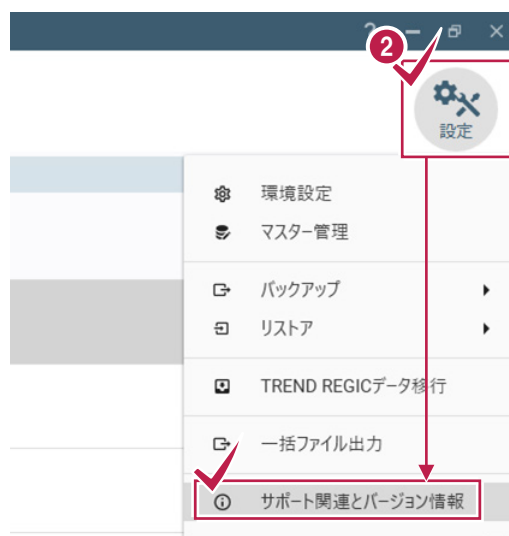 ?
2
設定
環境設定
マスター管理
バックアップ
リストア
TREND REGICデータ移行
一括ファイル出力
サポート関連とバージョン情報